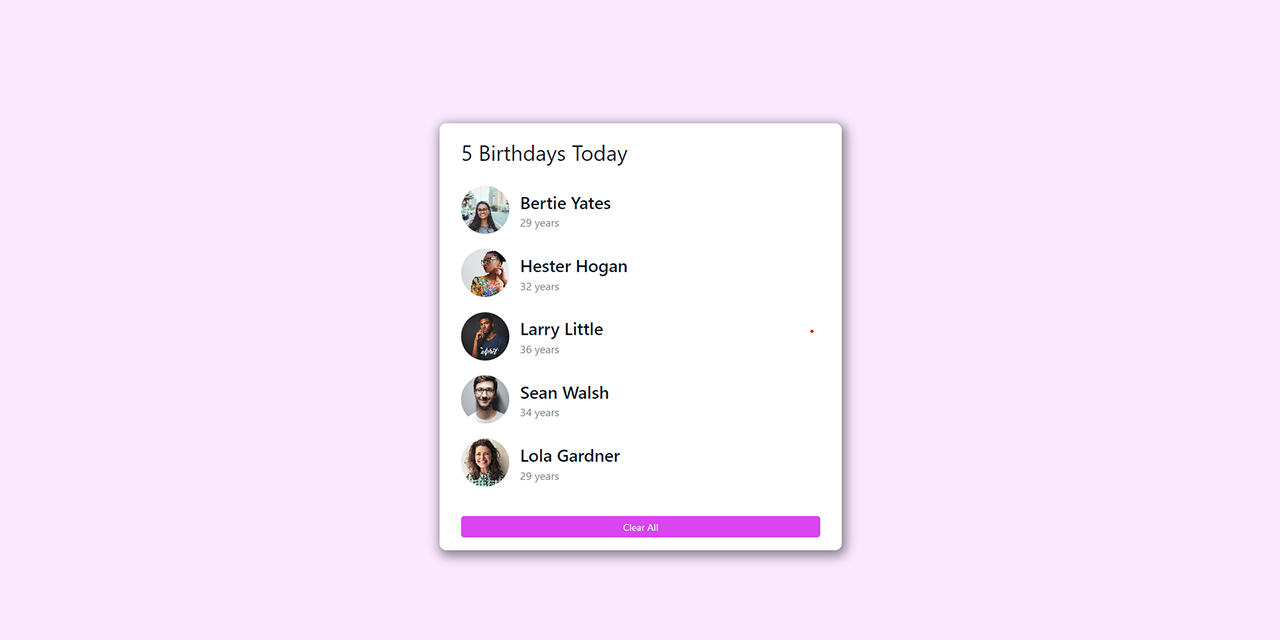 5 Birthdays Today
Bertie Yates
29 years
Hester Hogan
32 years
Larry Little
36 years
Sean Walsh
34 years
Lola Gardner
29 years
Clear All